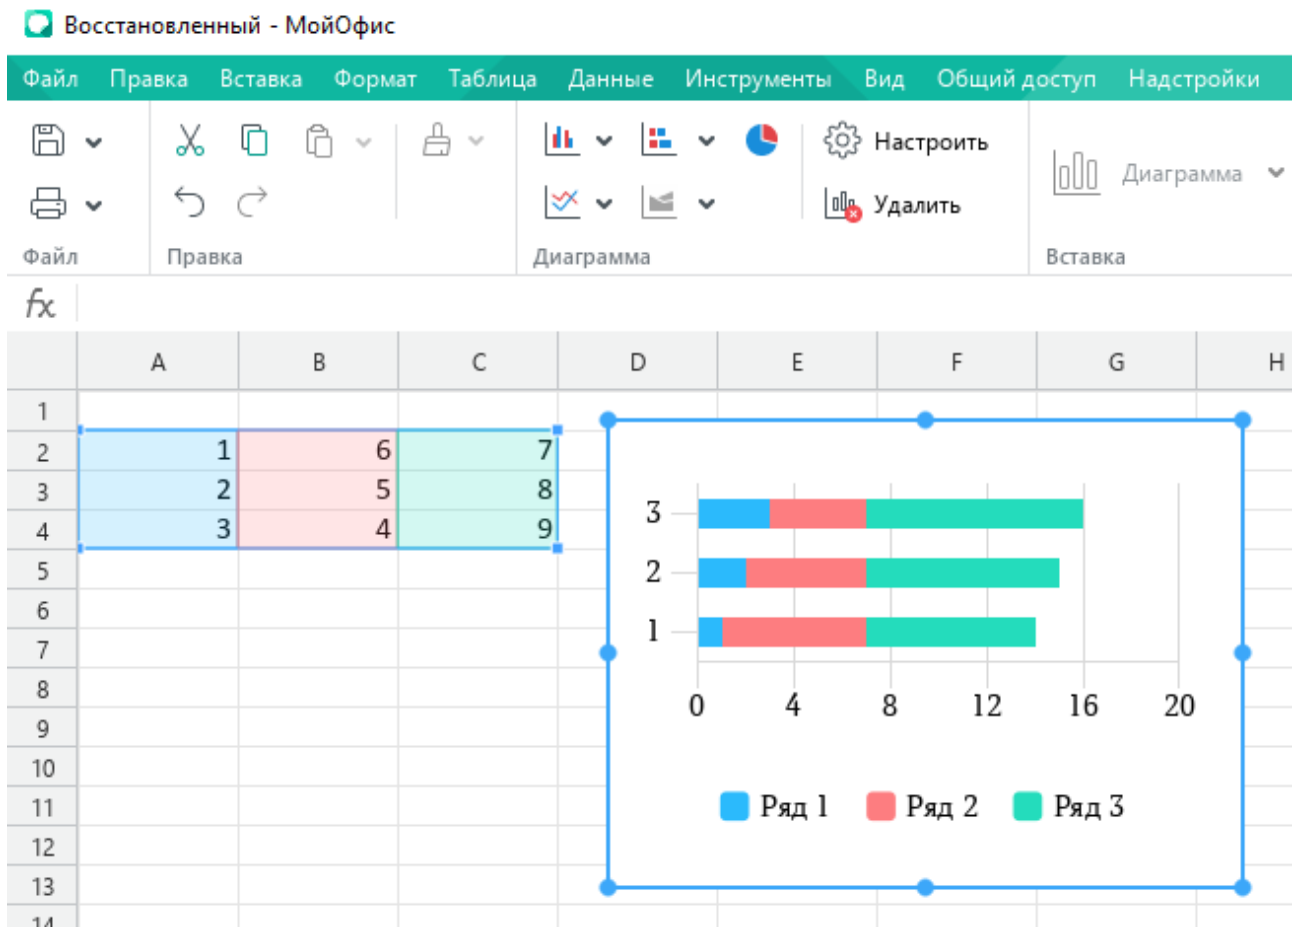 Восстановленный - МойОфис
Файл Правка Вставка Формат Таблица Данные Инструменты Вид Общий доступ Надстройки
Настроить
Диаграмма
Удалить
Файл Правка Диаграмма Вставка
fx
A B C D E F G H
1
2 1 6 7
3 2 5 8
4 3 4 9
5
6
7
8
9
10
11
12
13
14
3
2
1
0 4 8 12 16 20
Ряд 1 Ряд 2 Ряд 3